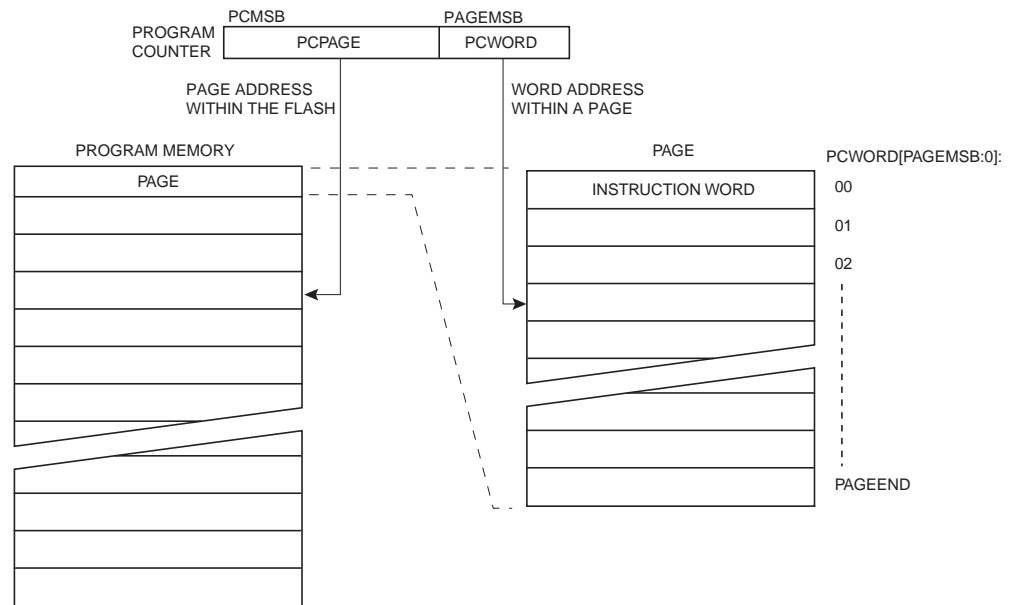 PCMSB
PAGEMSB
PROGRAM
COUNTER
PCPAGE
PCWORD
PAGE ADDRESS
WITHIN THE FLASH
WORD ADDRESS
WITHIN A PAGE
PROGRAM MEMORY
PAGE
PAGE
PCWORD[PAGEMSB:0]:
INSTRUCTION WORD
00
01
02
PAGEEND